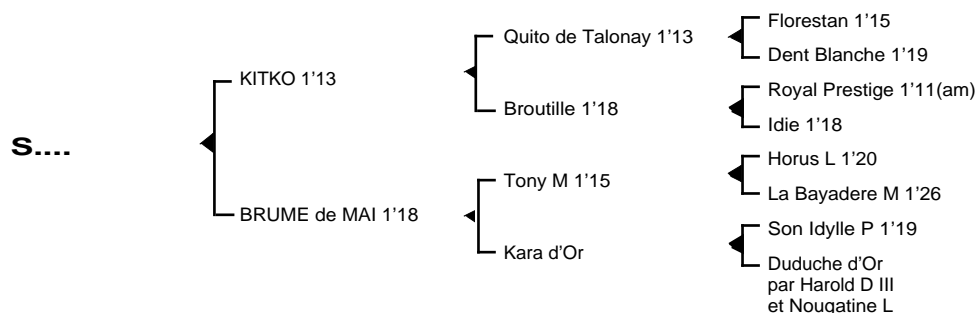 S....
KITKO 1’13
BRUME de MAI 1’18
Quito de Talonay 1’13
Broutille 1’18
Tony M 1’15
Kara d’Or
Florestan 1’15
Dent Blanche 1’19
Royal Prestige 1’11(am)
Idie 1’18
Horus L 1’20
La Bayadere M 1’26
Son Idylle P 1’19
Duduche d’Or
par Harold D III
et Nougatine L